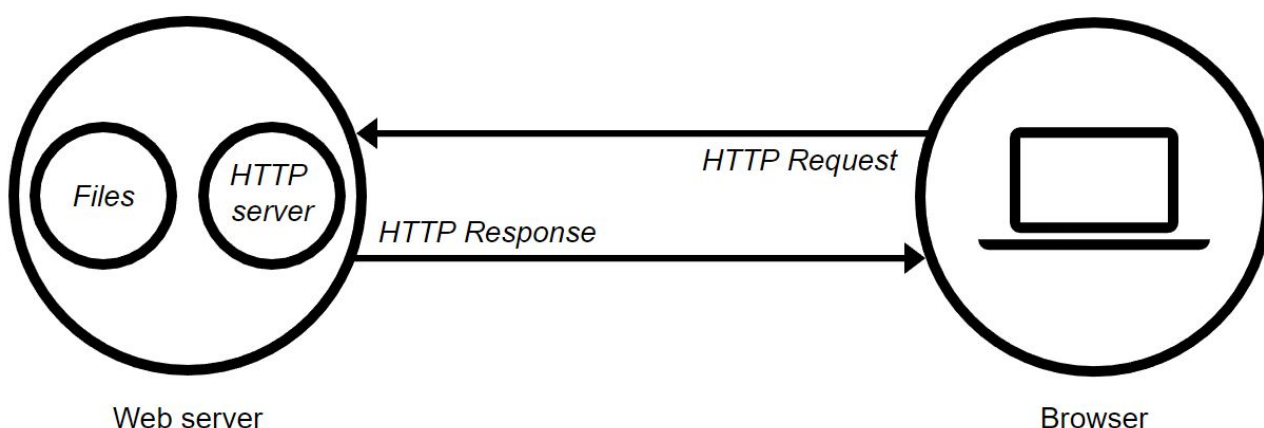 Files
HTTP
server
HTTP Request
HTTP Response
Web server
Browser